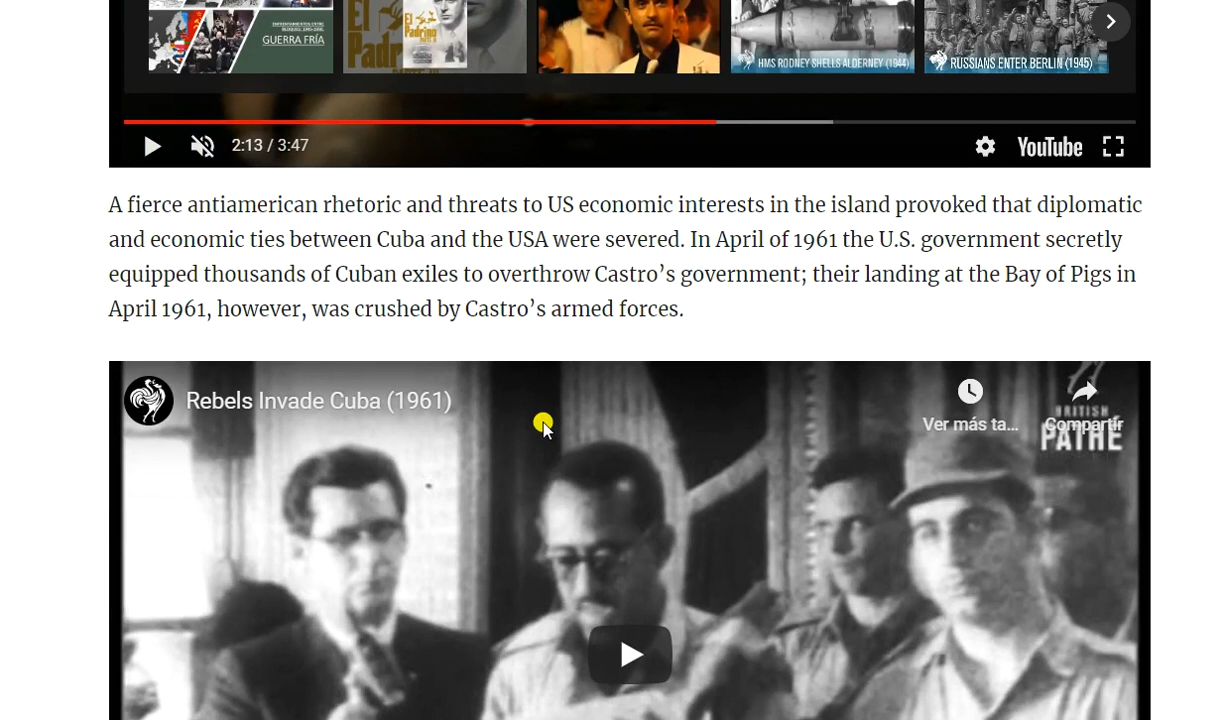 ENFRENTAMIENTOS ENTRE
GUERRA FRÍA
El
Padrino
HMS RODNEY SHELLS ALDERNEY (1944)
RUSSIANS ENTER BERLIN (1945)
2:13 / 3:47
YouTube
A fierce antiamerican rhetoric and threats to US economic interests in the island provoked that diplomatic
and economic ties between Cuba and the USA were severed. In April of 1961 the U.S. government secretly
equipped thousands of Cuban exiles to overthrow Castro’s government; their landing at the Bay of Pigs in
April 1961, however, was crushed by Castro’s armed forces.
Rebels Invade Cuba (1961)
Ver más ta...
Compartir
BRITISH
PATHÉ